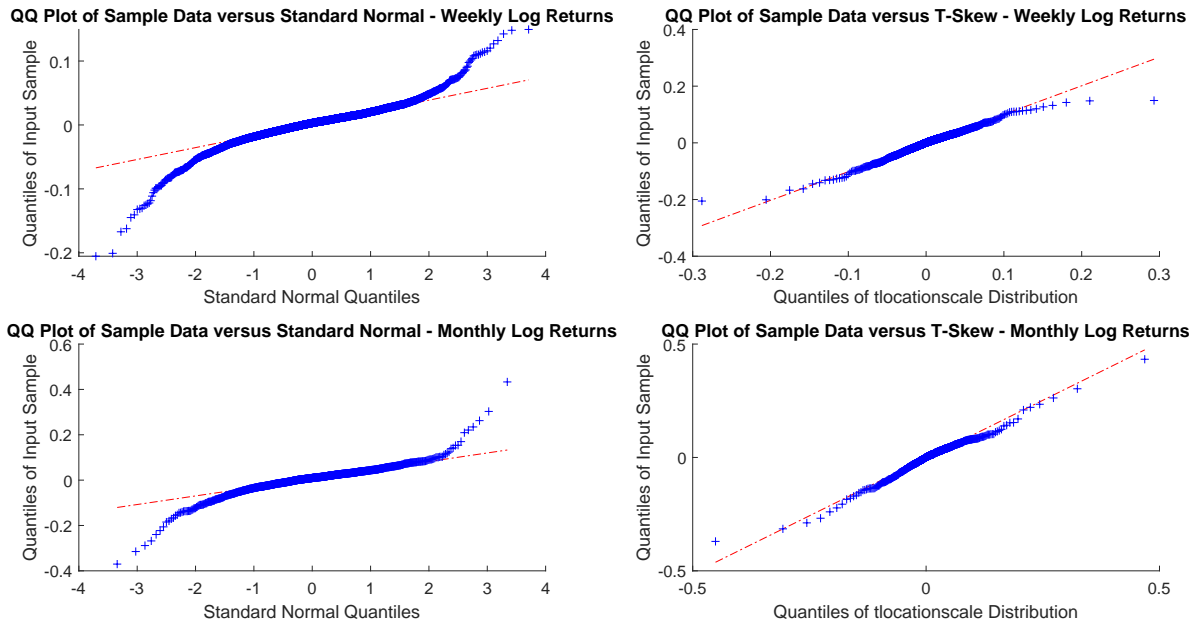 QQ Plot of Sample Data versus Standard Normal - Weekly Log Returns
Quantiles of Input Sample
0.1
0
-0.1
-0.2
-4 -3 -2 -1 0 1 2 3 4
Standard Normal Quantiles
QQ Plot of Sample Data versus T-Skew - Weekly Log Returns
Quantiles of Input Sample
0.4
0.2
0
-0.2
-0.4
-0.3 -0.2 -0.1 0 0.1 0.2 0.3
Quantiles of tlocationscale Distribution
QQ Plot of Sample Data versus Standard Normal - Monthly Log Returns
Quantiles of Input Sample
0.6
0.4
0.2
0
-0.2
-0.4
-4 -3 -2 -1 0 1 2 3 4
Standard Normal Quantiles
QQ Plot of Sample Data versus T-Skew - Monthly Log Returns
Quantiles of Input Sample
0.5
0
-0.5
-0.5 0 0.5
Quantiles of tlocationscale Distribution